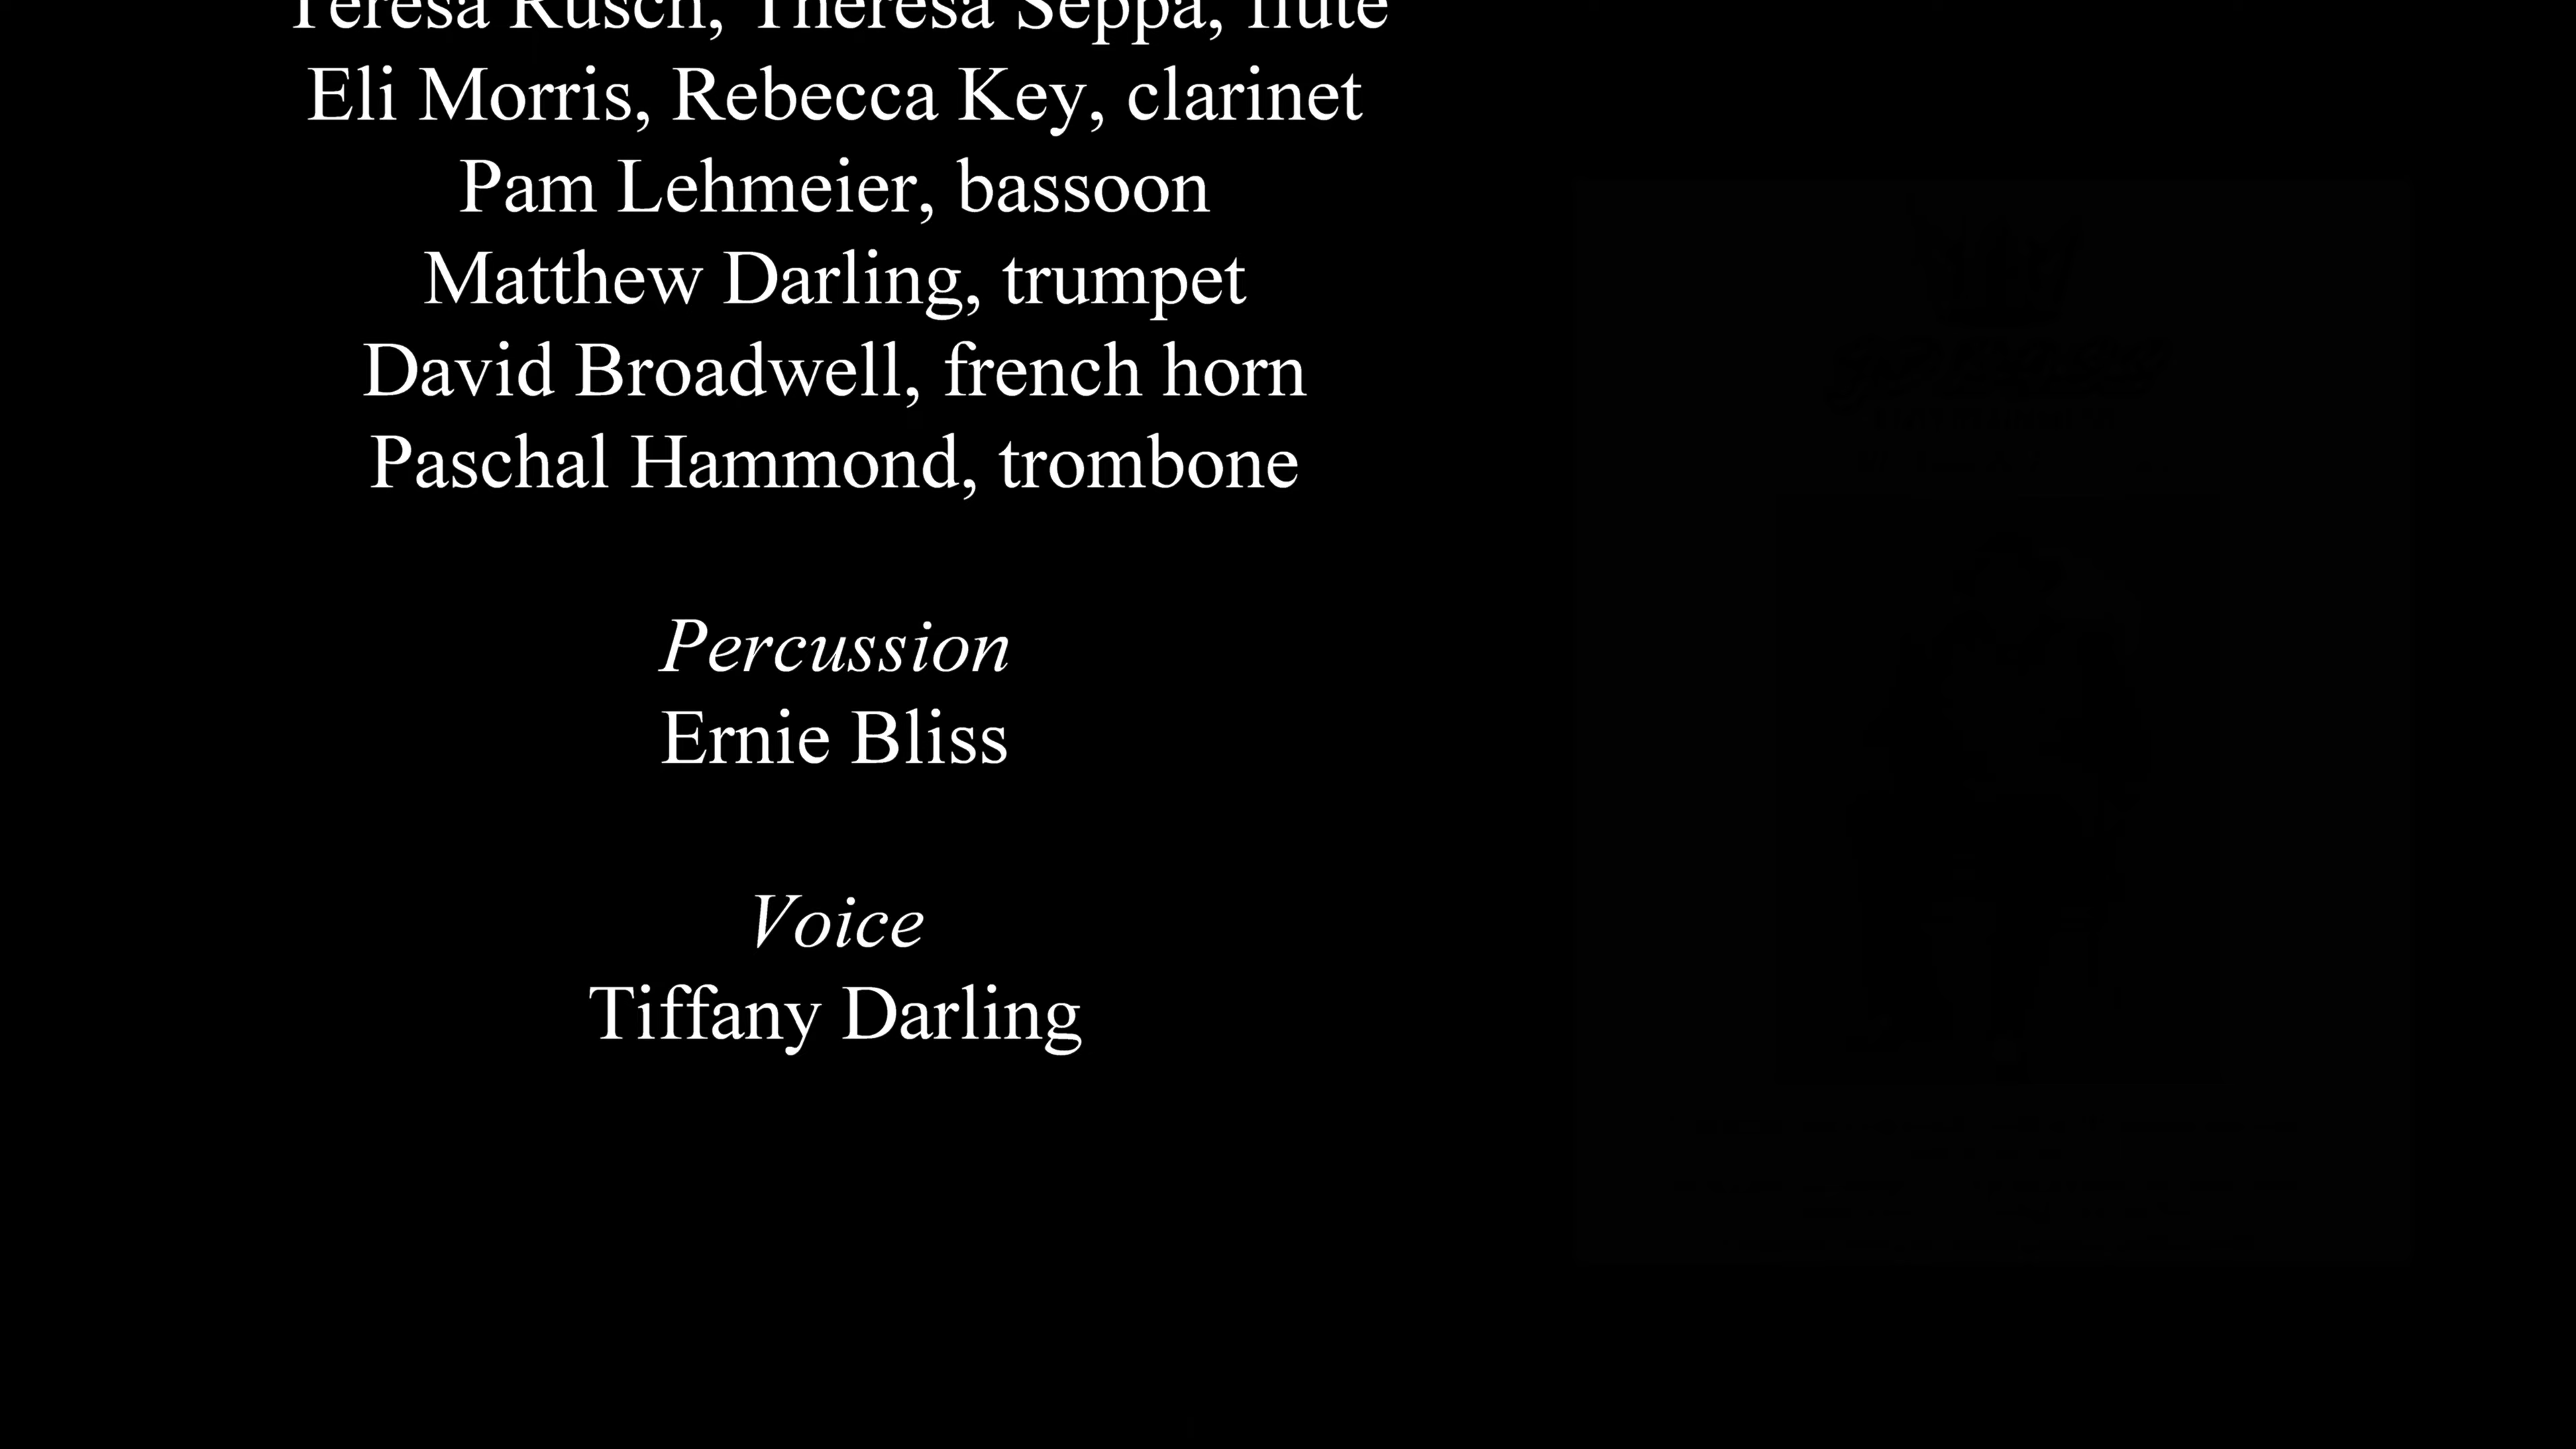 Teresa Rusch, Theresa Seppa, flute
Eli Morris, Rebecca Key, clarinet
Pam Lehmeier, bassoon
Matthew Darling, trumpet
David Broadwell, french horn
Paschal Hammond, trombone
Percussion
Ernie Bliss
Voice
Tiffany Darling